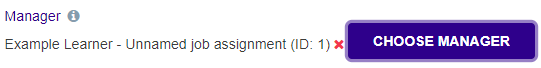 Manager
Example Learner - Unnamed job assignment (ID: 1) CHOOSE MANAGER